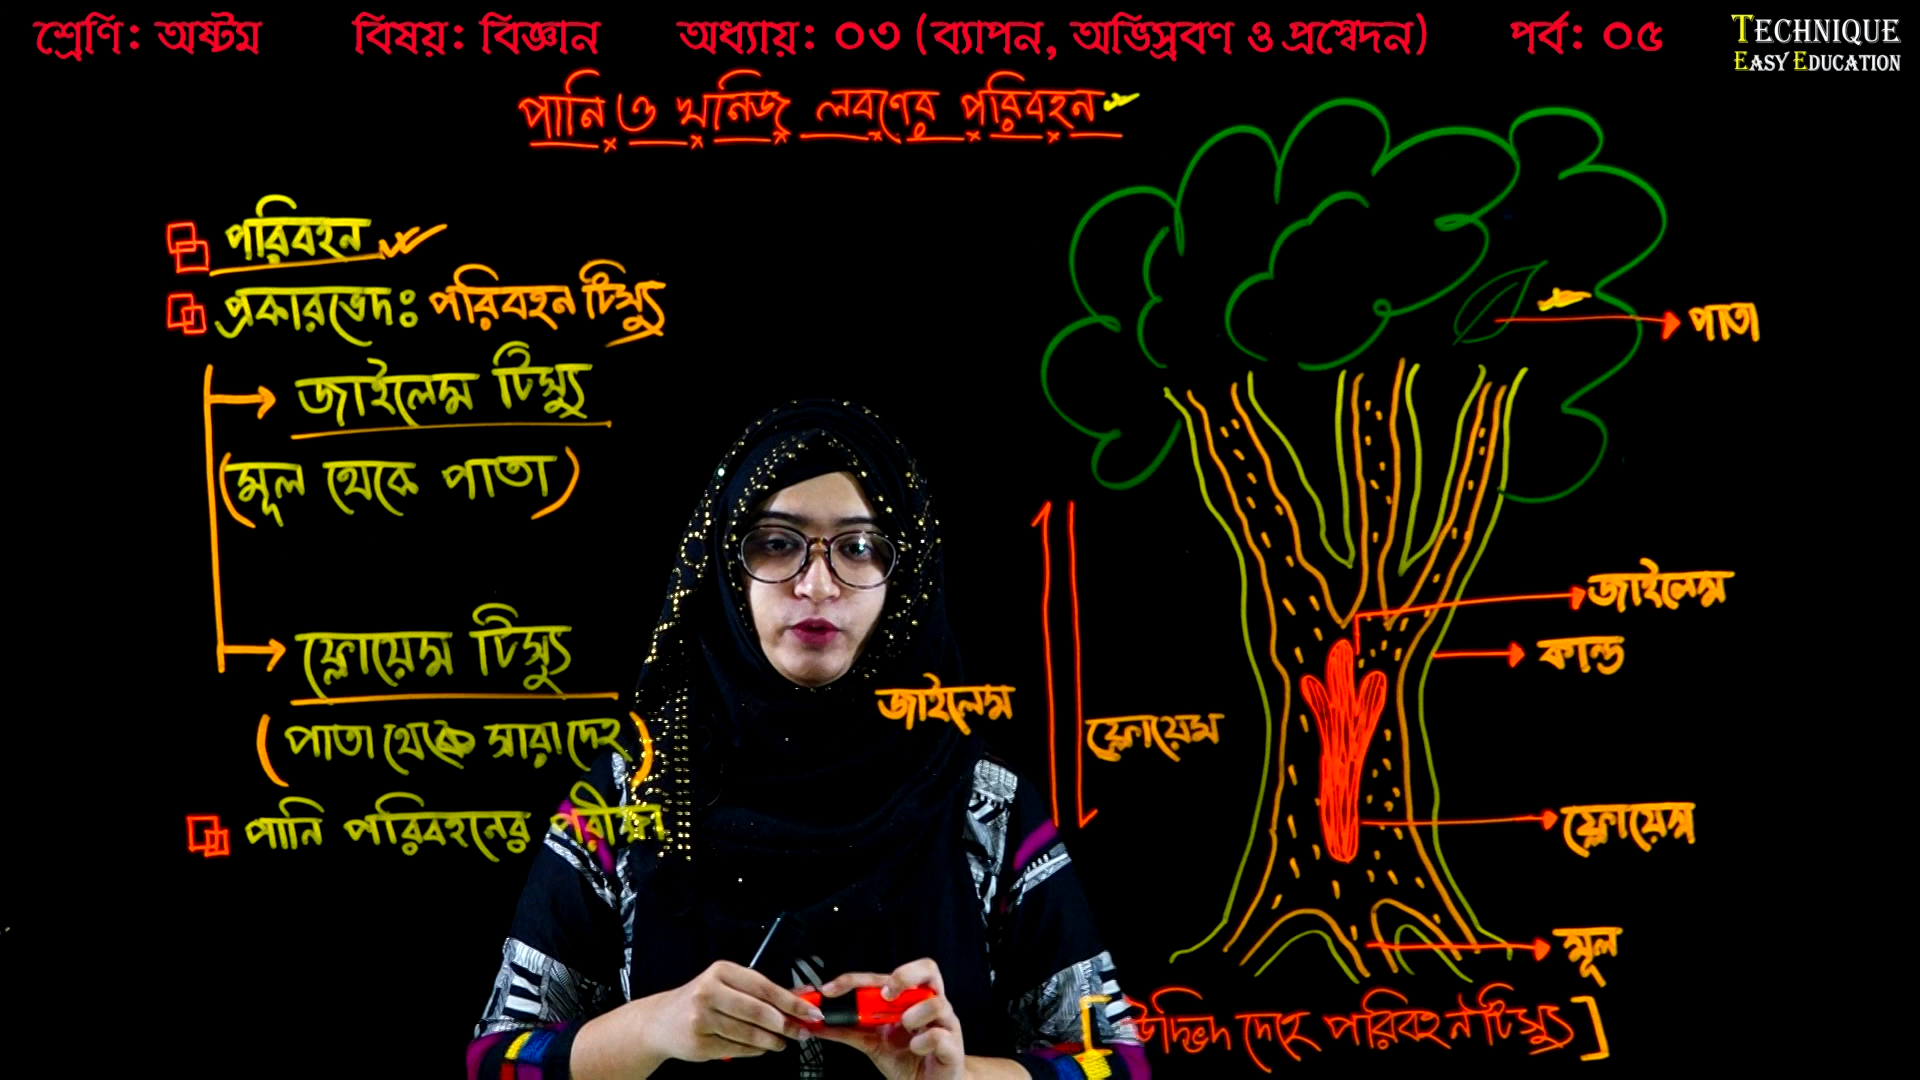 শ্রেণি: অষ্টম বিষয়: বিজ্ঞান অধ্যায়: ০৩ (ব্যাপন, অভিস্রবণ ও প্রস্বেদন) পর্ব: ০৫
TECHNIQUE
EASY EDUCATION
পানি ও খনিজ লবণের পরিবহন
পরিবহন
প্রকারভেদঃ পরিবহন টিস্যু
জাইলেম টিস্যু
(মূল থেকে পাতা)
ফ্লোয়েম টিস্যু
(পাতা থেকে সারাদেহ)
পানি পরিবহনের পরীক্ষা
জাইলেম
ফ্লোয়েম
পাতা
জাইলেম
কান্ড
ফ্লোয়েম
মূল
[উদ্ভিদ দেহে পরিবহন টিস্যু]